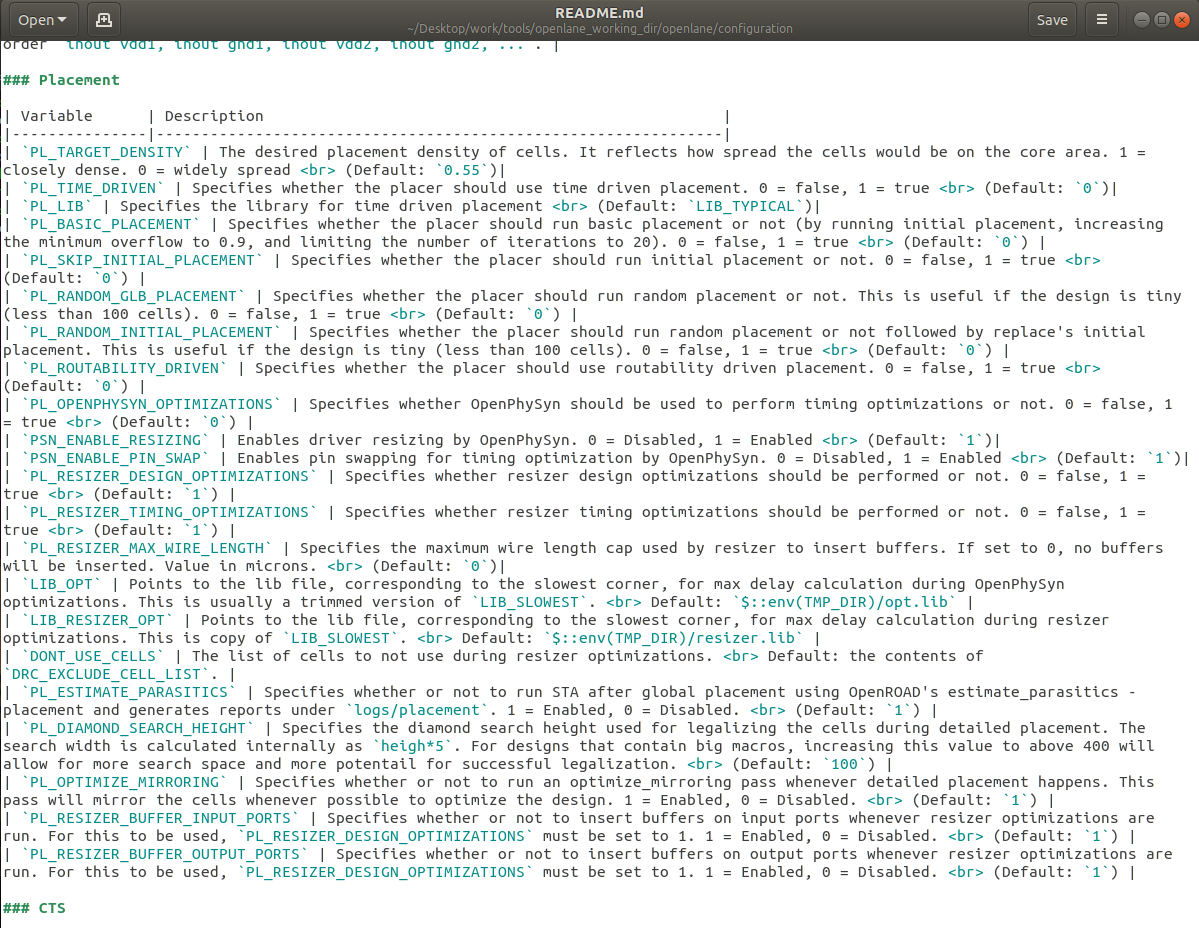 Open
README.md
~/Desktop/work/tools/openlane_working_dir/openlane/configuration
Save
order `inout vdd1, inout gnd1, inout vdd2, inout gnd2, ...`. |
### Placement
| Variable      | Description                                                   |
|---------------|---------------------------------------------------------------|
| `PL_TARGET_DENSITY` | The desired placement density of cells. It reflects how spread the cells would be on the core area. 1 =
closely dense. 0 = widely spread <br> (Default: `0.55`)|
| `PL_TIME_DRIVEN` | Specifies whether the placer should use time driven placement. 0 = false, 1 = true <br> (Default: `0`)|
| `PL_LIB` | Specifies the library for time driven placement <br> (Default: `LIB_TYPICAL`)|
| `PL_BASIC_PLACEMENT` | Specifies whether the placer should run basic placement or not (by running initial placement, increasing
the minimum overflow to 0.9, and limiting the number of iterations to 20). 0 = false, 1 = true <br> (Default: `0`) |
| `PL_SKIP_INITIAL_PLACEMENT` | Specifies whether the placer should run initial placement or not. 0 = false, 1 = true <br>
(Default: `0`) |
| `PL_RANDOM_GLB_PLACEMENT` | Specifies whether the placer should run random placement or not. This is useful if the design is tiny
(less than 100 cells). 0 = false, 1 = true <br> (Default: `0`) |
| `PL_RANDOM_INITIAL_PLACEMENT` | Specifies whether the placer should run random placement or not followed by replace's initial
placement. This is useful if the design is tiny (less than 100 cells). 0 = false, 1 = true <br> (Default: `0`) |
| `PL_ROUTABILITY_DRIVEN` | Specifies whether the placer should use routability driven placement. 0 = false, 1 = true <br>
(Default: `0`) |
| `PL_OPENPHYSYN_OPTIMIZATIONS` | Specifies whether OpenPhySyn should be used to perform timing optimizations or not. 0 = false, 1
= true <br> (Default: `0`) |
| `PSN_ENABLE_RESIZING` | Enables driver resizing by OpenPhySyn. 0 = Disabled, 1 = Enabled <br> (Default: `1`)|
| `PSN_ENABLE_PIN_SWAP` | Enables pin swapping for timing optimization by OpenPhySyn. 0 = Disabled, 1 = Enabled <br> (Default: `1`)|
| `PL_RESIZER_DESIGN_OPTIMIZATIONS` | Specifies whether resizer design optimizations should be performed or not. 0 = false, 1 =
true <br> (Default: `1`) |
| `PL_RESIZER_TIMING_OPTIMIZATIONS` | Specifies whether resizer timing optimizations should be performed or not. 0 = false, 1 =
true <br> (Default: `1`) |
| `PL_RESIZER_MAX_WIRE_LENGTH` | Specifies the maximum wire length cap used by resizer to insert buffers. If set to 0, no buffers
will be inserted. Value in microns. <br> (Default: `0`)|
| `LIB_OPT` | Points to the lib file, corresponding to the slowest corner, for max delay calculation during OpenPhySyn
optimizations. This is usually a trimmed version of `LIB_SLOWEST`. <br> Default: `$::env(TMP_DIR)/opt.lib` |
| `LIB_RESIZER_OPT` | Points to the lib file, corresponding to the slowest corner, for max delay calculation during resizer
optimizations. This is copy of `LIB_SLOWEST`. <br> Default: `$::env(TMP_DIR)/resizer.lib` |
| `DONT_USE_CELLS` | The list of cells to not use during resizer optimizations. <br> Default: the contents of
`DRC_EXCLUDE_CELL_LIST`. |
| `PL_ESTIMATE_PARASITICS` | Specifies whether or not to run STA after global placement using OpenROAD's estimate_parasitics -
placement and generates reports under `logs/placement`. 1 = Enabled, 0 = Disabled. <br> (Default: `1`) |
| `PL_DIAMOND_SEARCH_HEIGHT` | Specifies the diamond search height used for legalizing the cells during detailed placement. The
search width is calculated internally as `heigh*5`. For designs that contain big macros, increasing this value to above 400 will
allow for more search space and more potentail for successful legalization. <br> (Default: `100`) |
| `PL_OPTIMIZE_MIRRORING` | Specifies whether or not to run an optimize_mirroring pass whenever detailed placement happens. This
pass will mirror the cells whenever possible to optimize the design. 1 = Enabled, 0 = Disabled. <br> (Default: `1`) |
| `PL_RESIZER_BUFFER_INPUT_PORTS` | Specifies whether or not to insert buffers on input ports whenever resizer optimizations are
run. For this to be used, `PL_RESIZER_DESIGN_OPTIMIZATIONS` must be set to 1. 1 = Enabled, 0 = Disabled. <br> (Default: `1`) |
| `PL_RESIZER_BUFFER_OUTPUT_PORTS` | Specifies whether or not to insert buffers on output ports whenever resizer optimizations are
run. For this to be used, `PL_RESIZER_DESIGN_OPTIMIZATIONS` must be set to 1. 1 = Enabled, 0 = Disabled. <br> (Default: `1`) |
### CTS